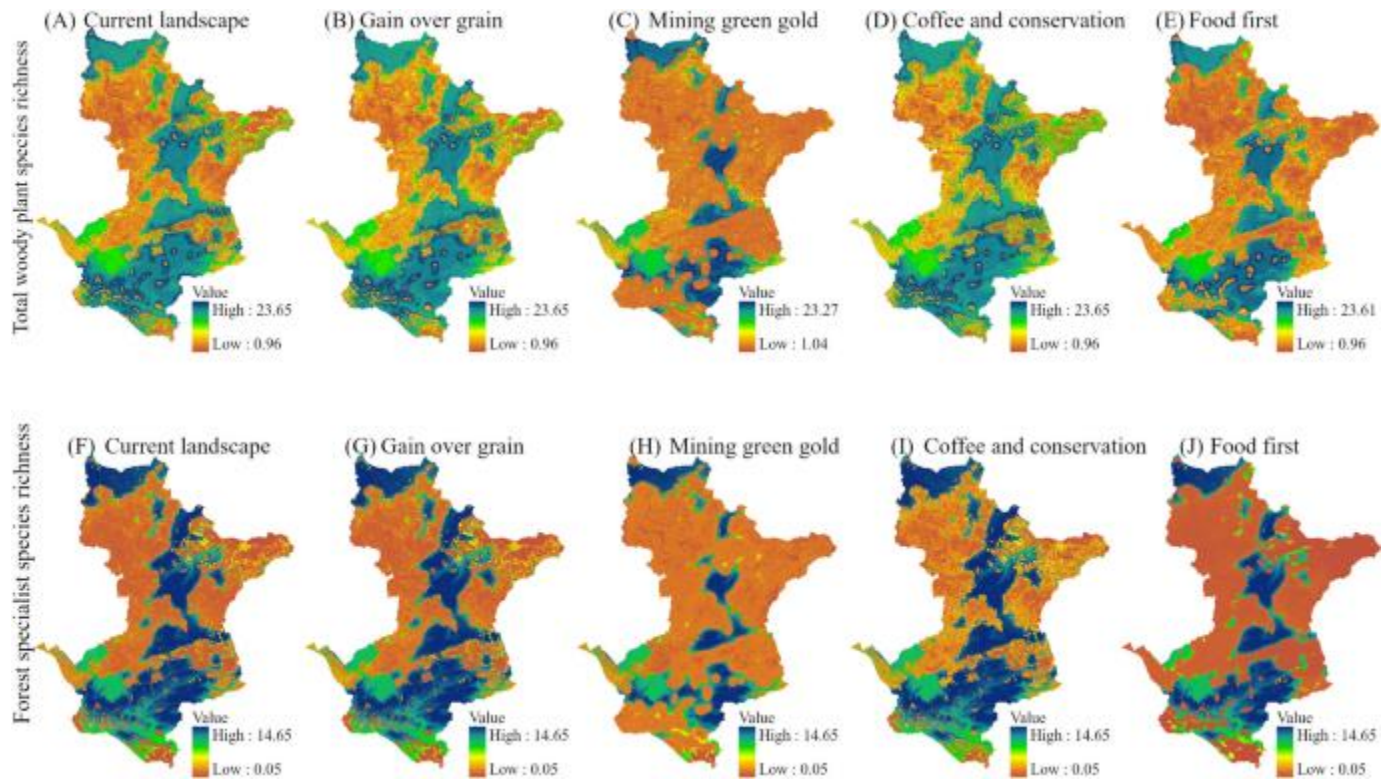 (A) Current landscape
(B) Gain over grain
(C) Mining green gold
(D) Coffee and conservation
(E) Food first
Total woody plant species richness
Value
High : 23.65
Low : 0.96
Value
High : 23.65
Low : 0.96
Value
High : 23.27
Low : 1.04
Value
High : 23.65
Low : 0.96
Value
High : 23.61
Low : 0.96
(F) Current landscape
(G) Gain over grain
(H) Mining green gold
(I) Coffee and conservation
(J) Food first
Forest specialist species richness
Value
High : 14.65
Low : 0.05
Value
High : 14.65
Low : 0.05
Value
High : 14.65
Low : 0.05
Value
High : 14.65
Low : 0.05
Value
High : 14.65
Low : 0.05